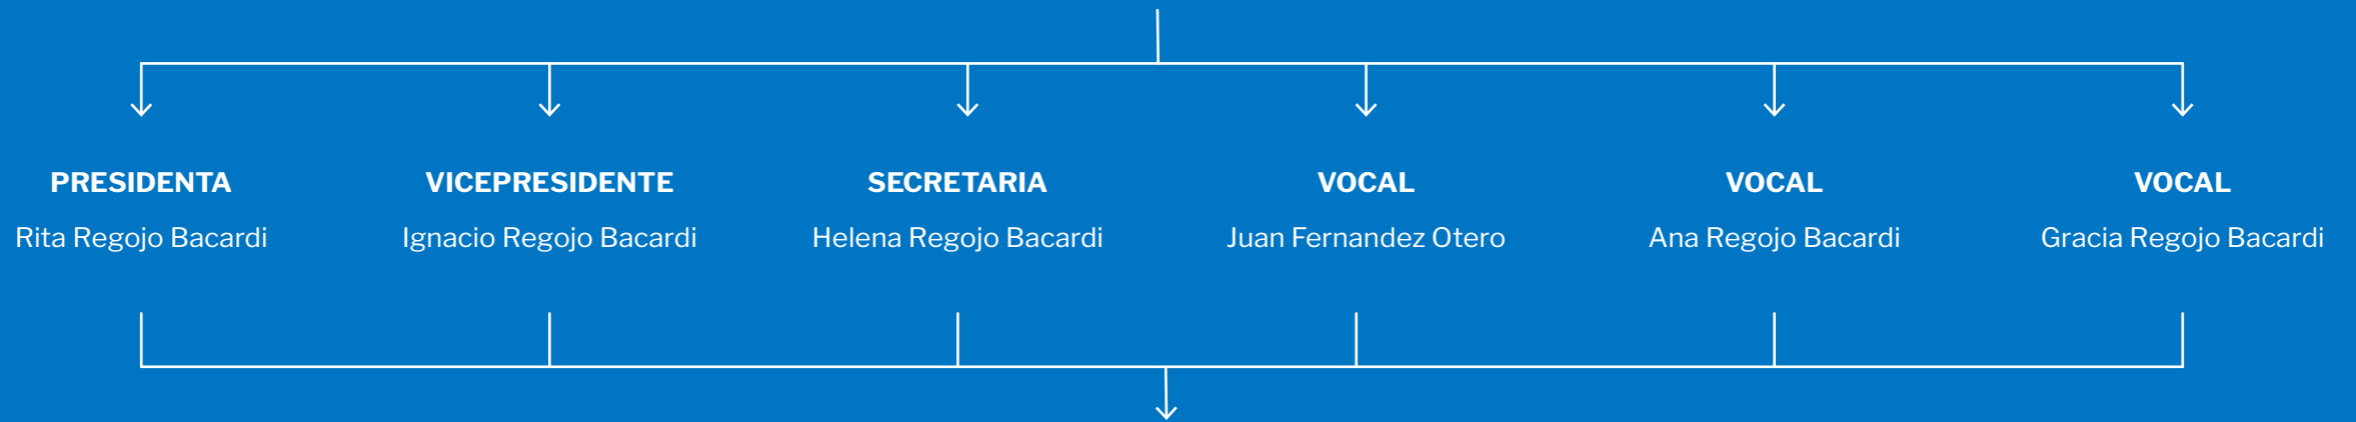 PRESIDENTA
Rita Regojo Bacardi
VICEPRESIDENTE
Ignacio Regojo Bacardi
SECRETARIA
Helena Regojo Bacardi
VOCAL
Juan Fernandez Otero
VOCAL
Ana Regojo Bacardi
VOCAL
Gracia Regojo Bacardi